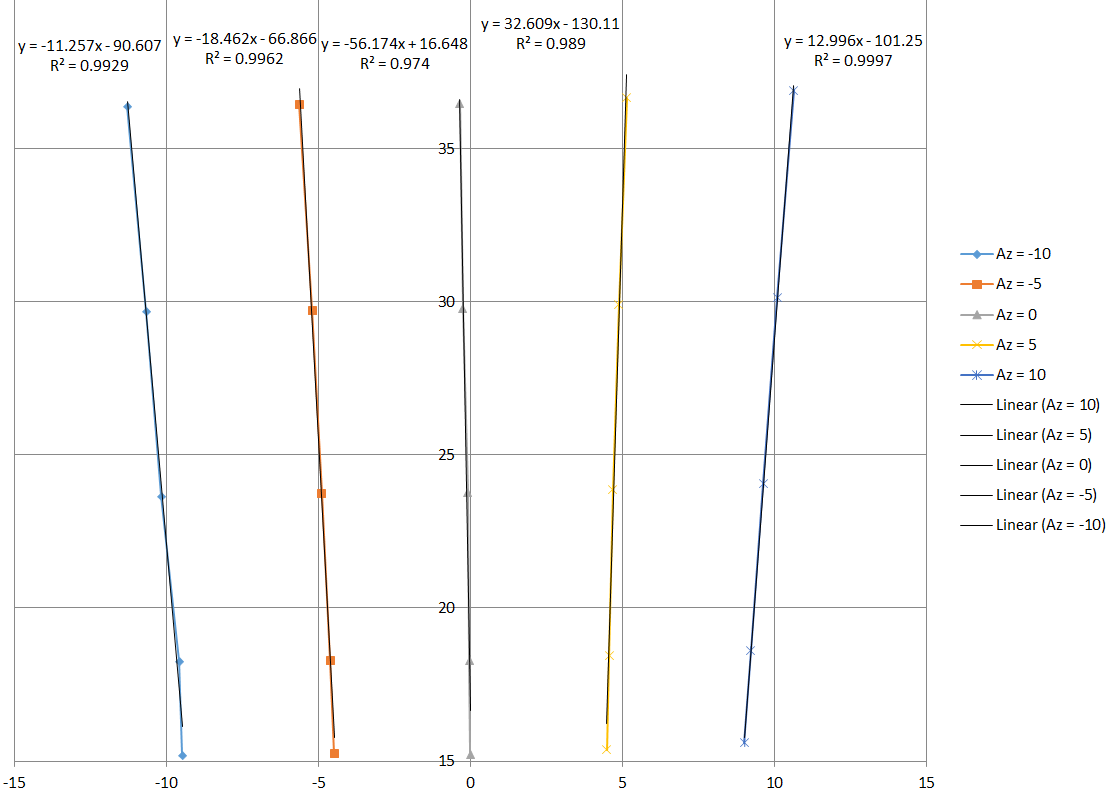 y = -11.257x - 90.607
R² = 0.9929
y = -18.462x - 66.866
R² = 0.9962
y = -56.174x + 16.648
R² = 0.974
y = 32.609x - 130.11
R² = 0.989
y = 12.996x - 101.25
R² = 0.9997
35
30
25
20
15
-15
-10
-5
0
5
10
15
Az = -10
Az = -5
Az = 0
Az = 5
Az = 10
Linear (Az = 10)
Linear (Az = 5)
Linear (Az = 0)
Linear (Az = -5)
Linear (Az = -10)